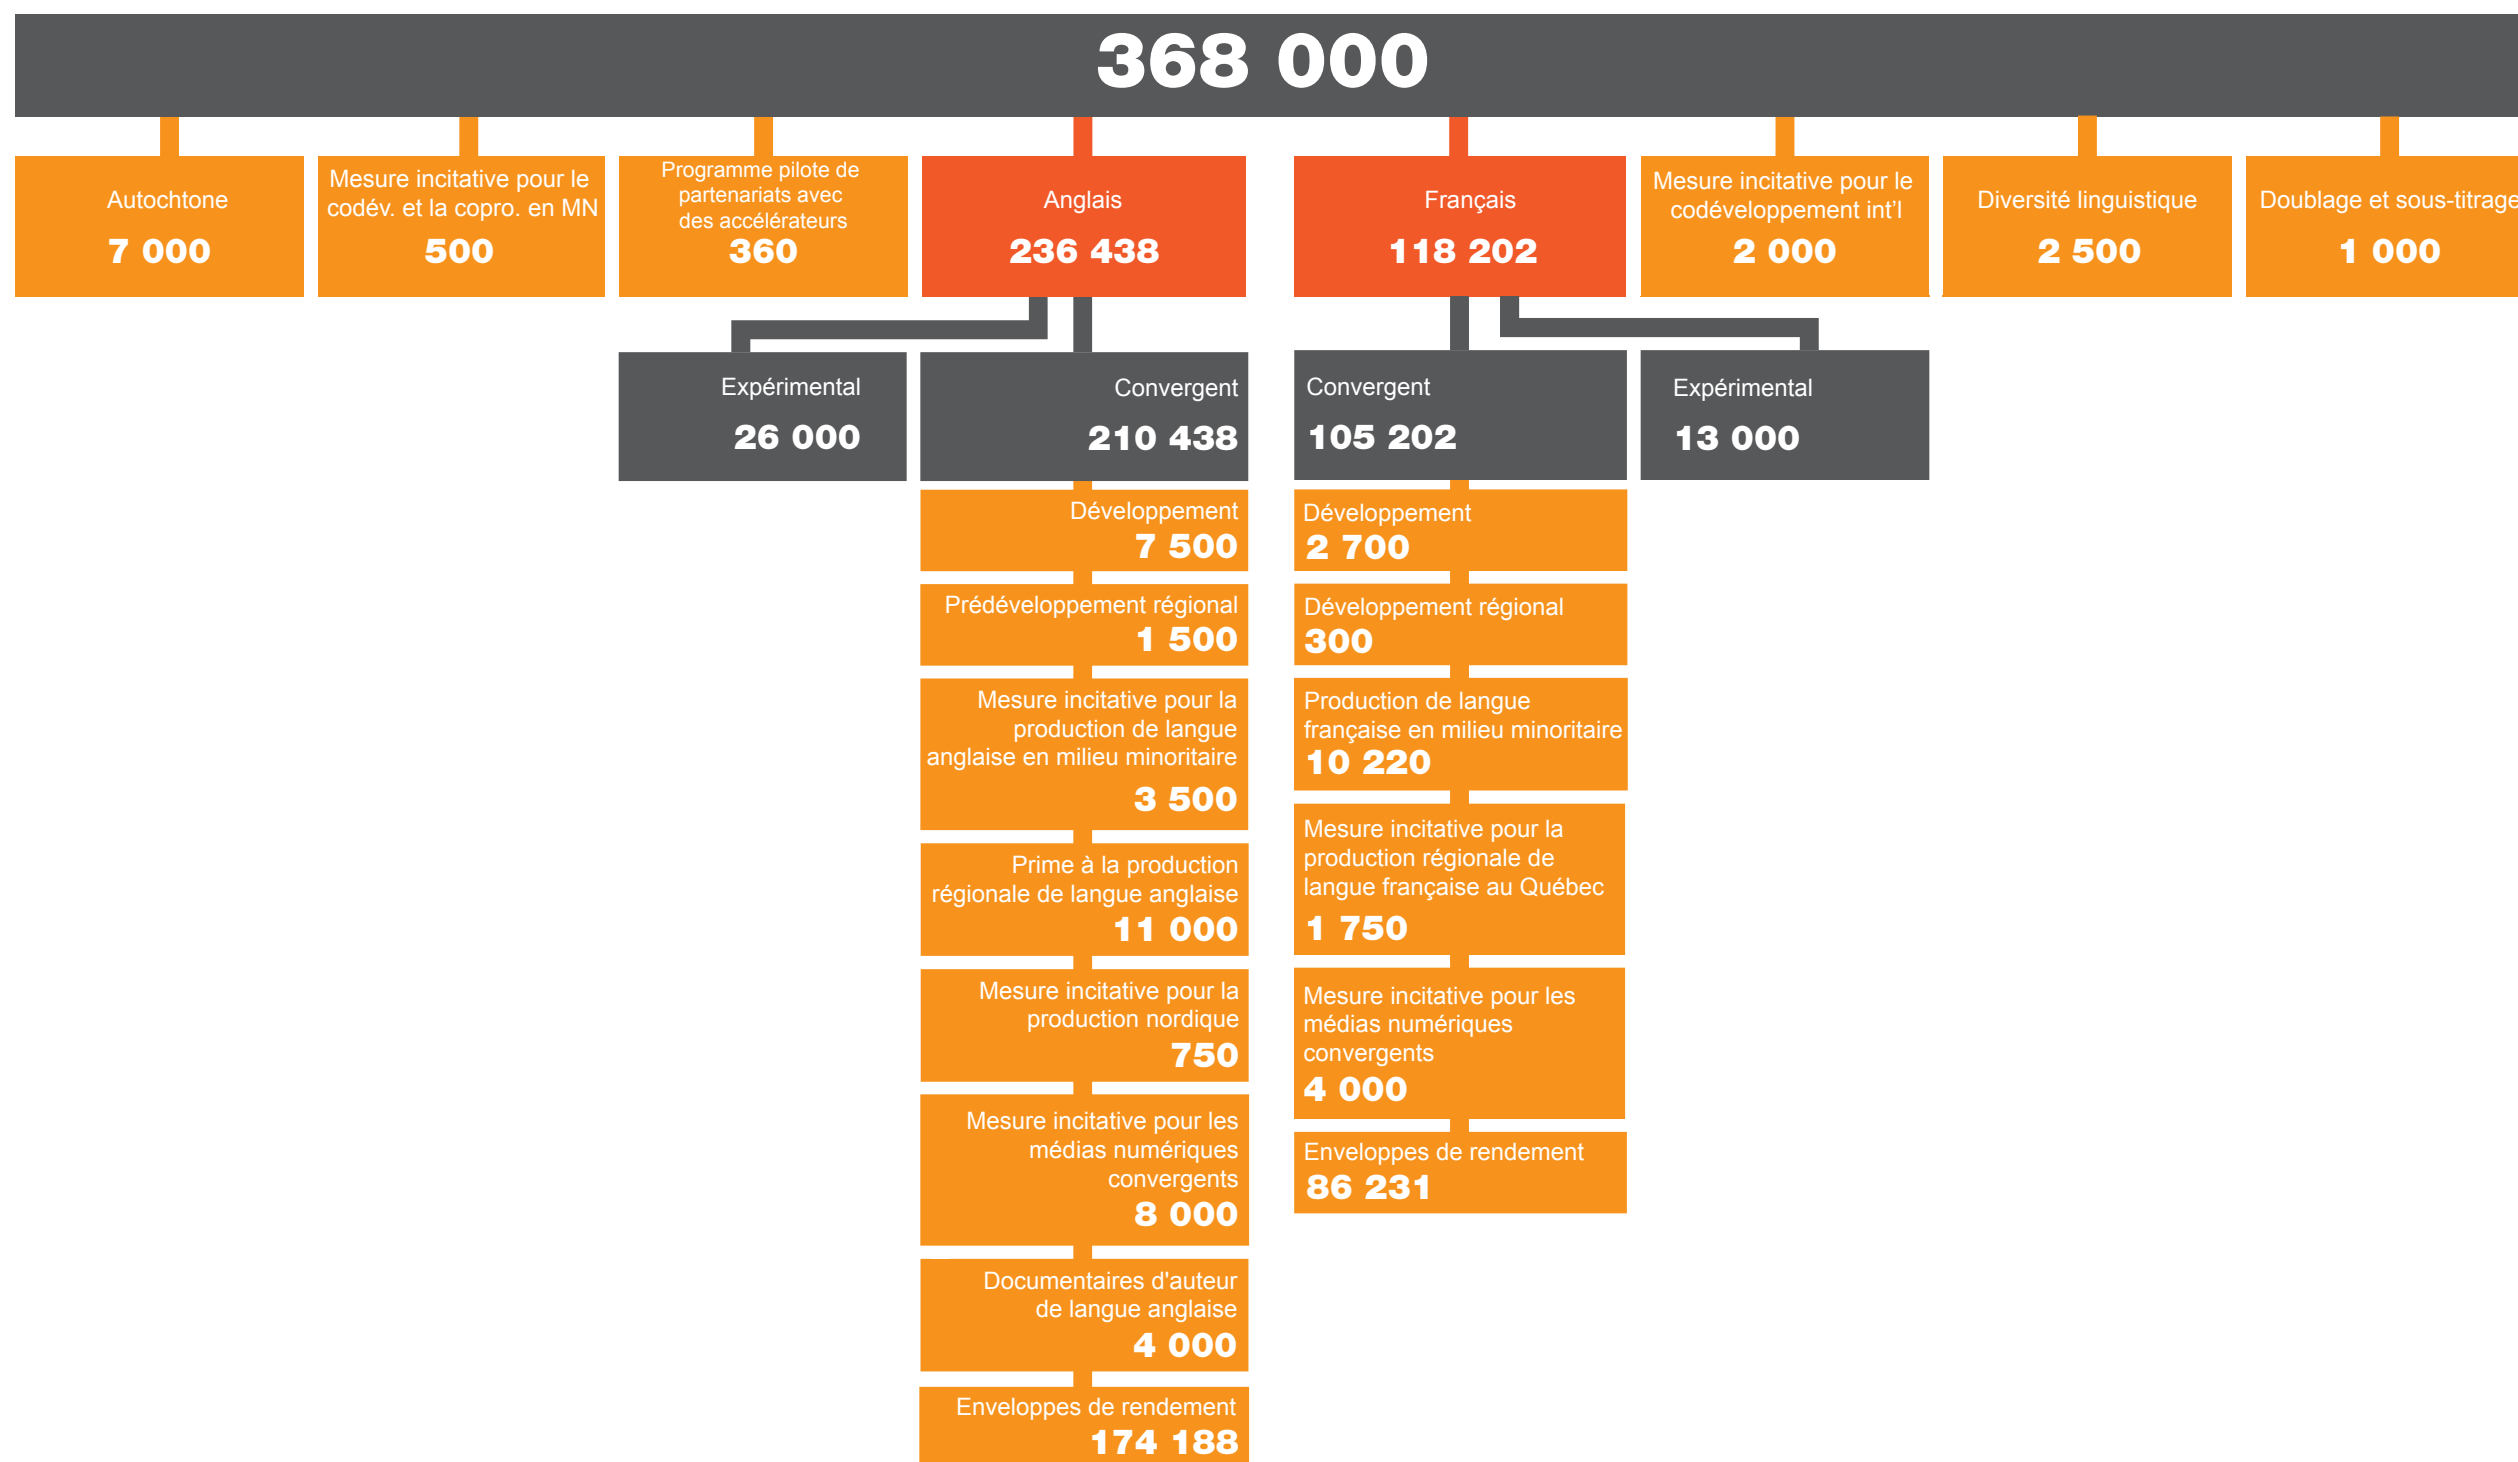 368 000
Autochtone
7 000
Mesure incitative pour le
codév. et la copro. en MN
500
Programme pilote de
partenariats avec
des accélérateurs
360
Anglais
236 438
Français
118 202
Mesure incitative pour le
codéveloppement int'l
2 000
Diversité linguistique
2 500
Doublage et sous-titrage
1 000
Expérimental
26 000
Convergent
210 438
Convergent
105 202
Expérimental
13 000
Développement
7 500
Prédéveloppement régional
1 500
Mesure incitative pour la
production de langue
anglaise en milieu minoritaire
3 500
Prime à la production
régionale de langue anglaise
11 000
Mesure incitative pour la
production nordique
750
Mesure incitative pour les
médias numériques
convergents
8 000
Documentaires d'auteur
de langue anglaise
4 000
Enveloppes de rendement
174 188
Développement
2 700
Développement régional
300
Production de langue
française en milieu minoritaire
10 220
Mesure incitative pour la
production régionale de
langue française au Québec
1 750
Mesure incitative pour les
médias numériques
convergents
4 000
Enveloppes de rendement
86 231